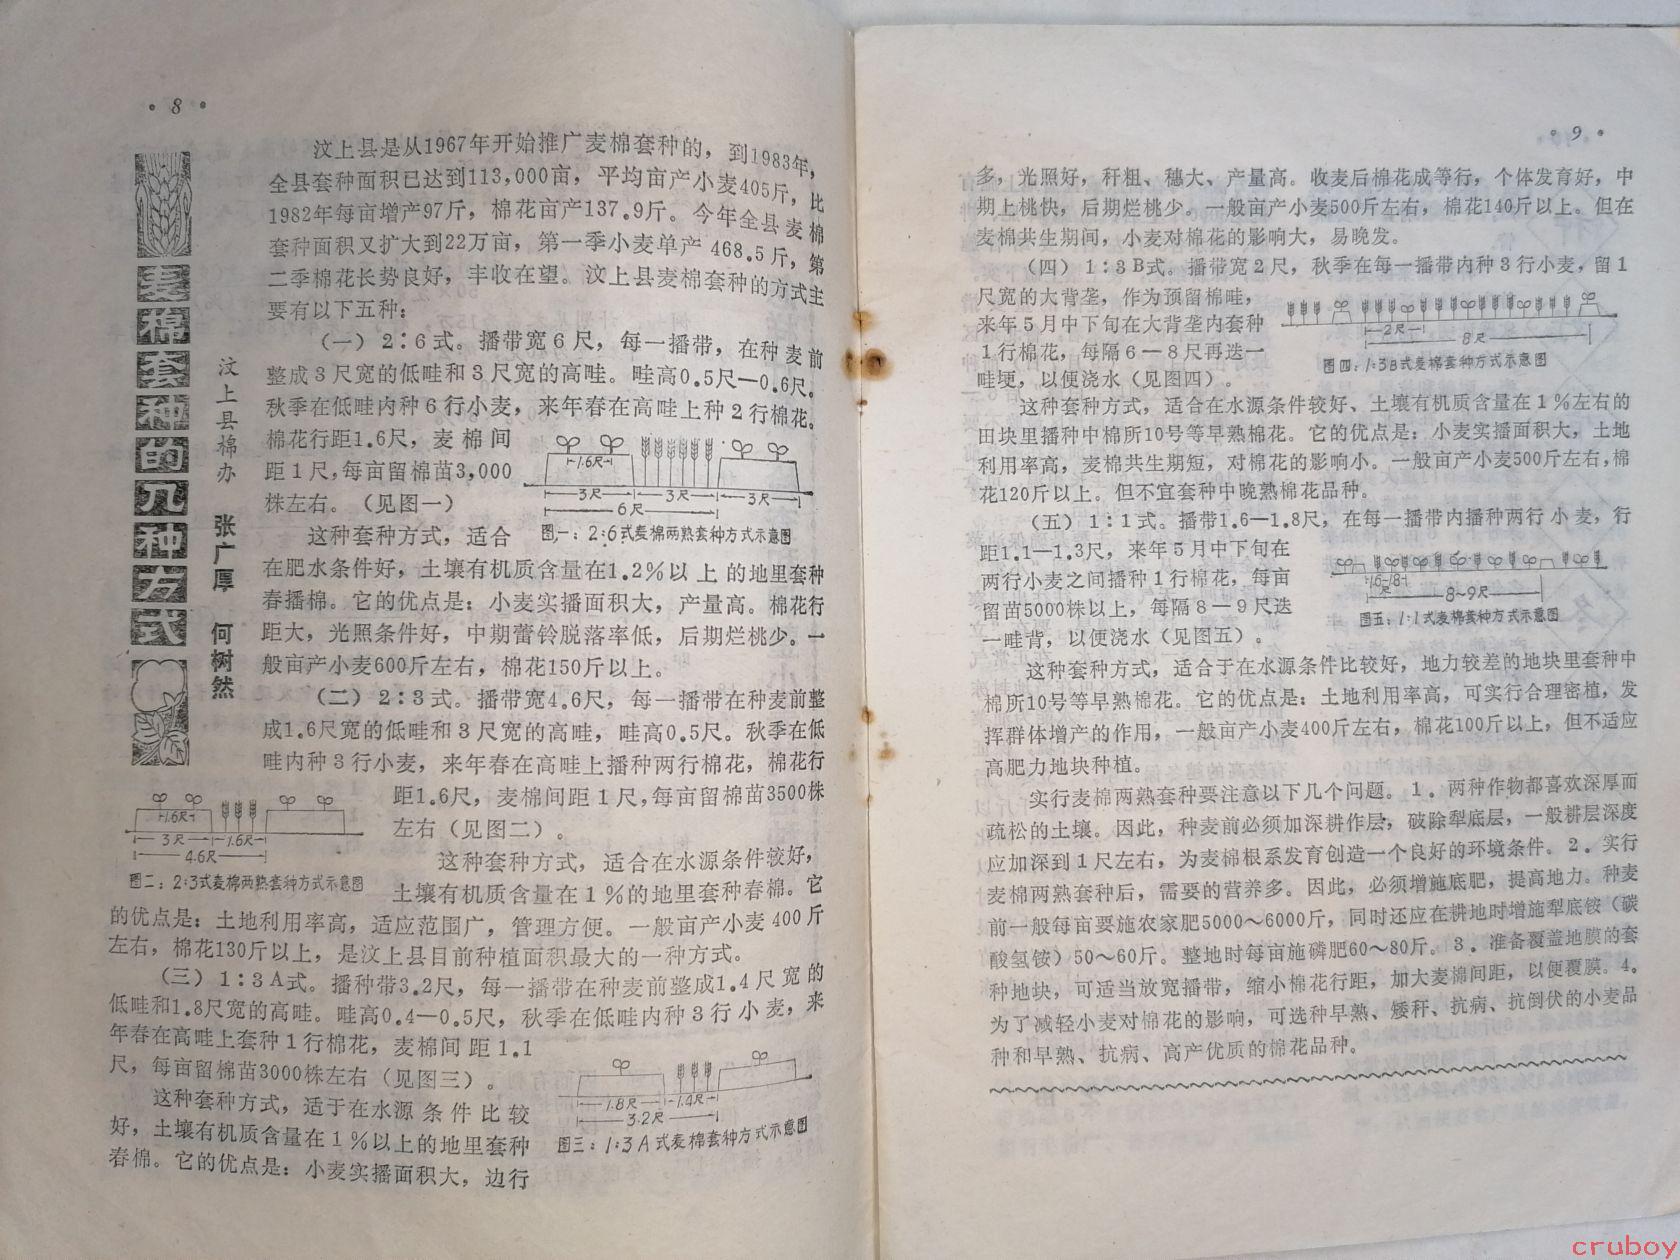 · 8 ·
麦棉套种的几种方式
汶上县棉办　张广厚　何树然
汶上县是从1967年开始推广麦棉套种的，到1983年，
全县套种面积已达到113,000亩，平均亩产小麦405斤，比
1982年每亩增产97斤，棉花亩产137.9斤。今年全县麦棉
套种面积又扩大到22万亩，第一季小麦单产468.5斤，第
二季棉花长势良好，丰收在望。汶上县麦棉套种的方式主
要有以下五种：
（一）2∶6式。播带宽6尺，每一播带，在种麦前
整成3尺宽的低畦和3尺宽的高畦。畦高0.5尺—0.6尺。
秋季在低畦内种6行小麦，来年春在高畦上种2行棉花。
棉花行距1.6尺，麦棉间
距1尺，每亩留棉苗3,000
株左右。（见图一）
1.6尺
3尺 3尺 3尺
6尺
图一：2:6式麦棉两熟套种方式示意图
这种套种方式，适合
在肥水条件好，土壤有机质含量在1.2%以上的地里套种
春播棉。它的优点是：小麦实播面积大，产量高。棉花行
距大，光照条件好，中期蕾铃脱落率低，后期烂桃少。一
般亩产小麦600斤左右，棉花150斤以上。
（二）2∶3式。播带宽4.6尺，每一播带在种麦前整
成1.6尺宽的低畦和3尺宽的高畦，畦高0.5尺。秋季在低
畦内种3行小麦，来年春在高畦上播种两行棉花，棉花行
距1.6尺，麦棉间距1尺，每亩留棉苗3500株
左右（见图二）。
1.6尺
3尺 1.6尺
4.6尺
图二：2:3式麦棉两熟套种方式示意图
这种套种方式，适合在水源条件较好，
土壤有机质含量在1%的地里套种春棉。它
的优点是：土地利用率高，适应范围广，管理方便。一般亩产小麦400斤
左右，棉花130斤以上，是汶上县目前种植面积最大的一种方式。
（三）1∶3A式。播种带3.2尺，每一播带在种麦前整成1.4尺宽的
低畦和1.8尺宽的高畦。畦高0.4—0.5尺，秋季在低畦内种3行小麦，来
年春在高畦上套种1行棉花，麦棉间距1.1
尺，每亩留棉苗3000株左右（见图三）。
1.8尺 1.4尺
3.2尺
图三：1:3A式麦棉套种方式示意图
这种套种方式，适于在水源条件比较
好，土壤有机质含量在1%以上的地里套种
春棉。它的优点是：小麦实播面积大，边行
· 9 ·
多，光照好，秆粗、穗大、产量高。收麦后棉花成等行，个体发育好，中
期上桃快，后期烂桃少。一般亩产小麦500斤左右，棉花140斤以上。但在
麦棉共生期间，小麦对棉花的影响大，易晚发。
（四）1∶3B式。播带宽2尺，秋季在每一播带内种3行小麦，留1
尺宽的大背垄，作为预留棉畦，
来年5月中下旬在大背垄内套种
1行棉花，每隔6—8尺再迭一
畦埂，以便浇水（见图四）。
2尺
8尺
图四：1:3B式麦棉套种方式示意图
这种套种方式，适合在水源条件较好、土壤有机质含量在1%左右的
田块里播种中棉所10号等早熟棉花。它的优点是：小麦实播面积大，土地
利用率高，麦棉共生期短，对棉花的影响小。一般亩产小麦500斤左右，棉
花120斤以上。但不宜套种中晚熟棉花品种。
（五）1∶1式。播带1.6—1.8尺，在每一播带内播种两行小麦，行
距1.1—1.3尺，来年5月中下旬在
两行小麦之间播种1行棉花，每亩
留苗5000株以上，每隔8—9尺迭
一畦背，以便浇水（见图五）。
1.6-1.8尺
8~9尺
图五：1:1式麦棉套种方式示意图
这种套种方式，适合于在水源条件比较好，地力较差的地块里套种中
棉所10号等早熟棉花。它的优点是：土地利用率高，可实行合理密植，发
挥群体增产的作用，一般亩产小麦400斤左右，棉花100斤以上，但不适应
高肥力地块种植。
实行麦棉两熟套种要注意以下几个问题。1．两种作物都喜欢深厚而
疏松的土壤。因此，种麦前必须加深耕作层，破除犁底层，一般耕层深度
应加深到1尺左右，为麦棉根系发育创造一个良好的环境条件。2．实行
麦棉两熟套种后，需要的营养多。因此，必须增施底肥，提高地力。种麦
前一般每亩要施农家肥5000～6000斤，同时还应在耕地时增施犁底铵（碳
酸氢铵）50～60斤。整地时每亩施磷肥60～80斤。3．准备覆盖地膜的套
种地块，可适当放宽播带，缩小棉花行距，加大麦棉间距，以便覆膜。4．
为了减轻小麦对棉花的影响，可选种早熟、矮秆、抗病、抗倒伏的小麦品
种和早熟、抗病、高产优质的棉花品种。
cruboy